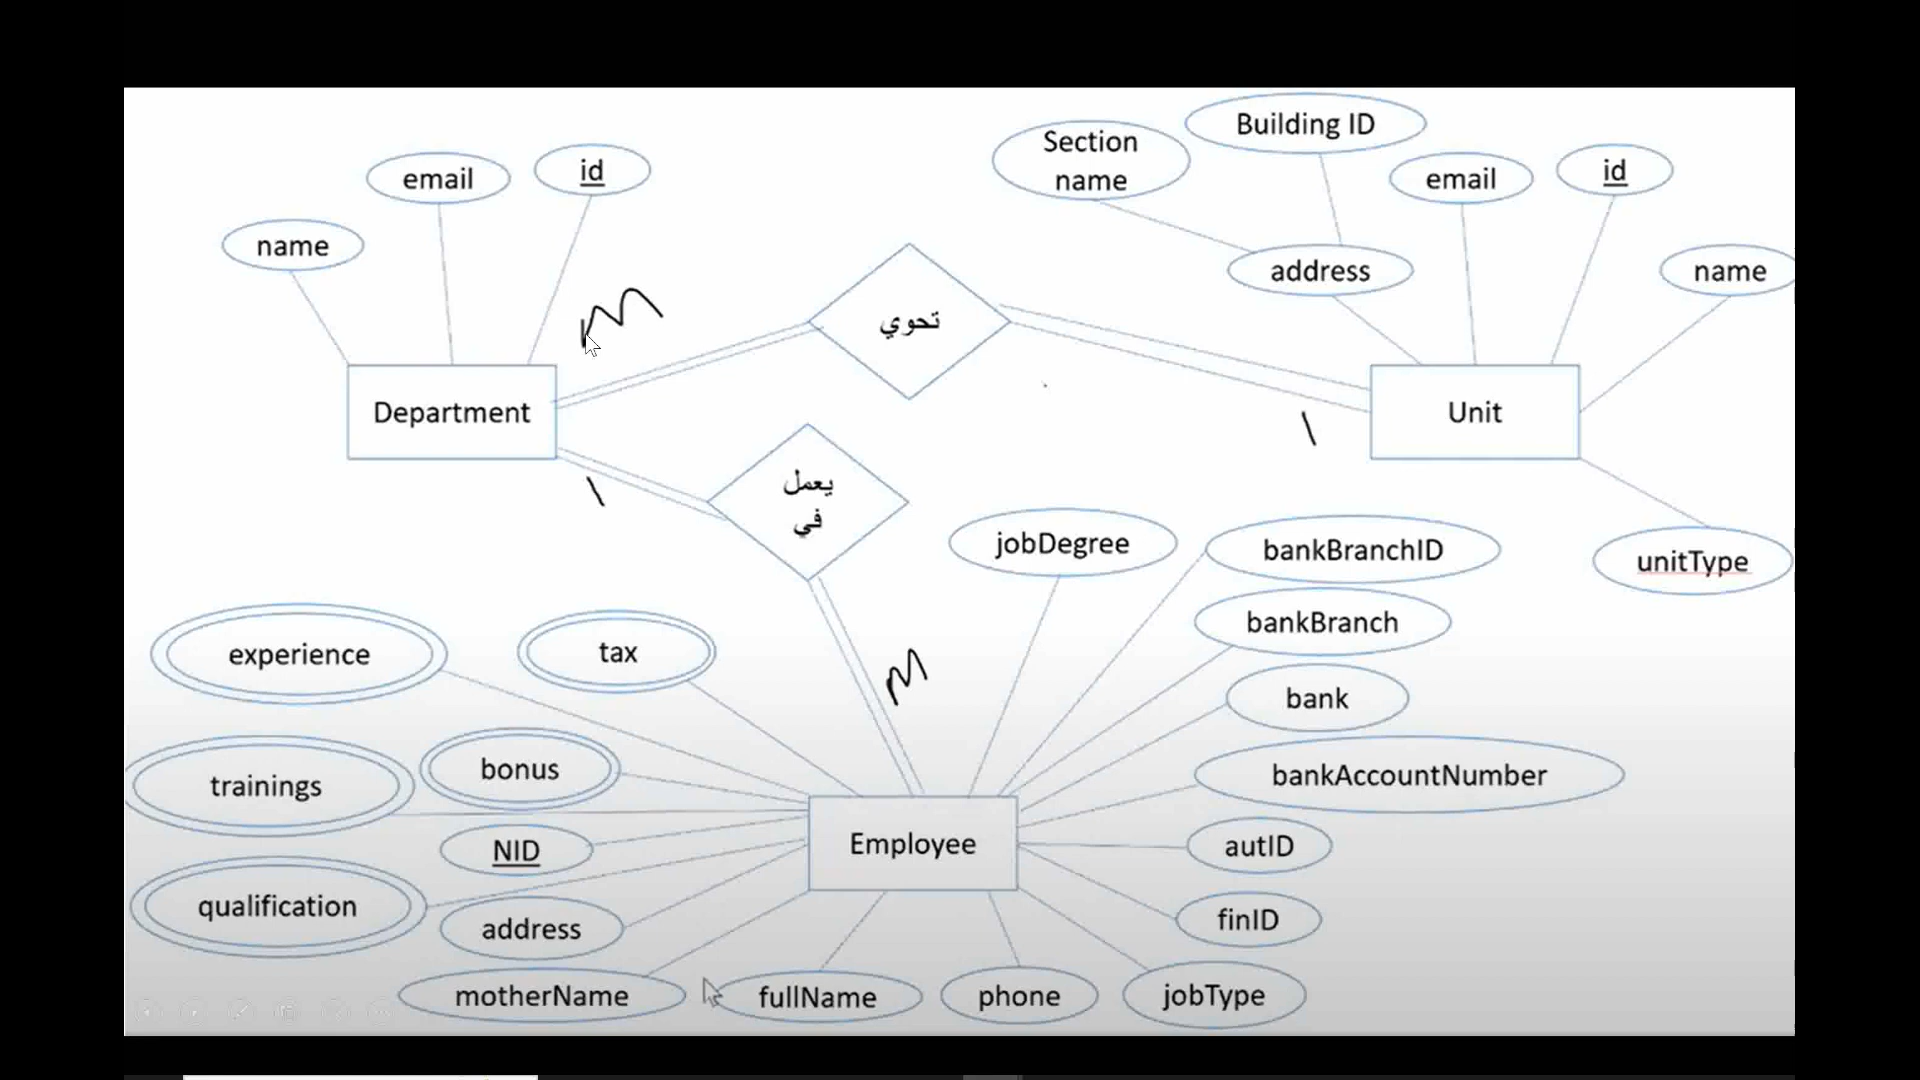 Building ID
Section
name
email
id
email
id
name
address
name
M
تحوي
Department
Unit
1
1
يعمل
في
jobDegree
bankBranchID
unitType
bankBranch
experience
tax
M
bank
bonus
bankAccountNumber
trainings
Employee
autID
NID
qualification
address
finID
motherName
fullName
phone
jobType